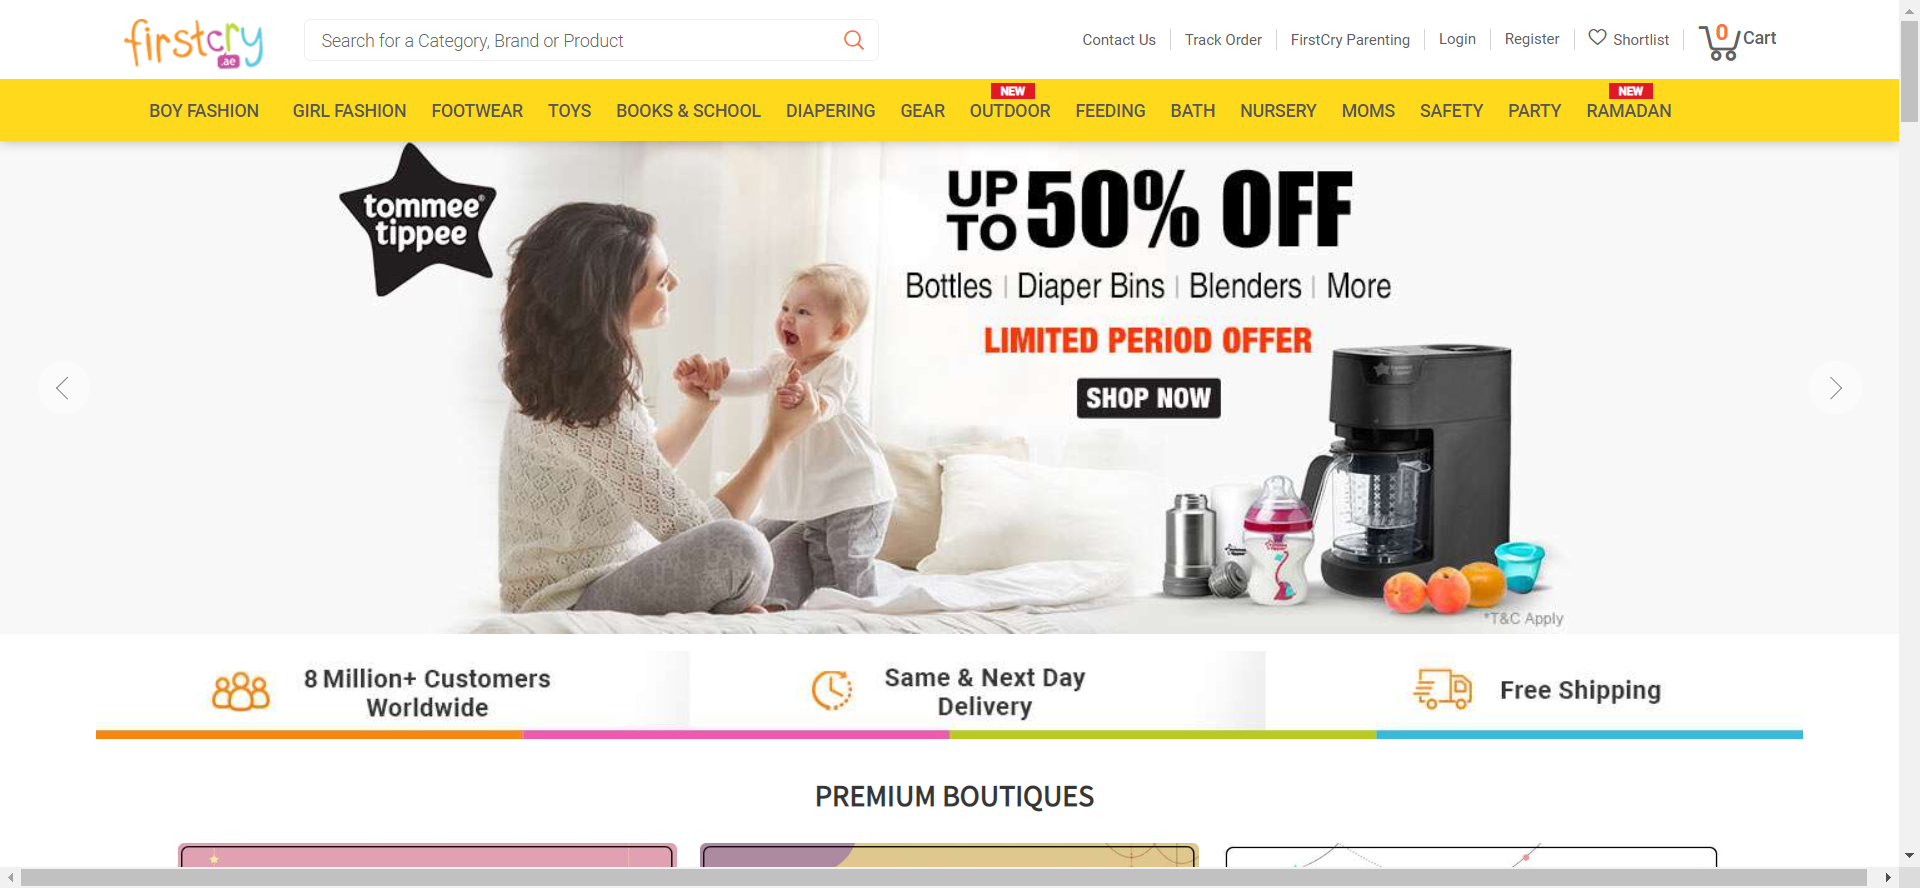 firstcry
.ae
Search for a Category, Brand or Product
Contact Us
Track Order
FirstCry Parenting
Login
Register
Shortlist
0
Cart
BOY FASHION
GIRL FASHION
FOOTWEAR
TOYS
BOOKS & SCHOOL
DIAPERING
GEAR
NEW
OUTDOOR
FEEDING
BATH
NURSERY
MOMS
SAFETY
PARTY
NEW
RAMADAN
tommee®
tippee
UP TO 50% OFF
Bottles | Diaper Bins | Blenders | More
LIMITED PERIOD OFFER
SHOP NOW
*T&C Apply
8 Million+ Customers
Worldwide
Same & Next Day
Delivery
Free Shipping
PREMIUM BOUTIQUES